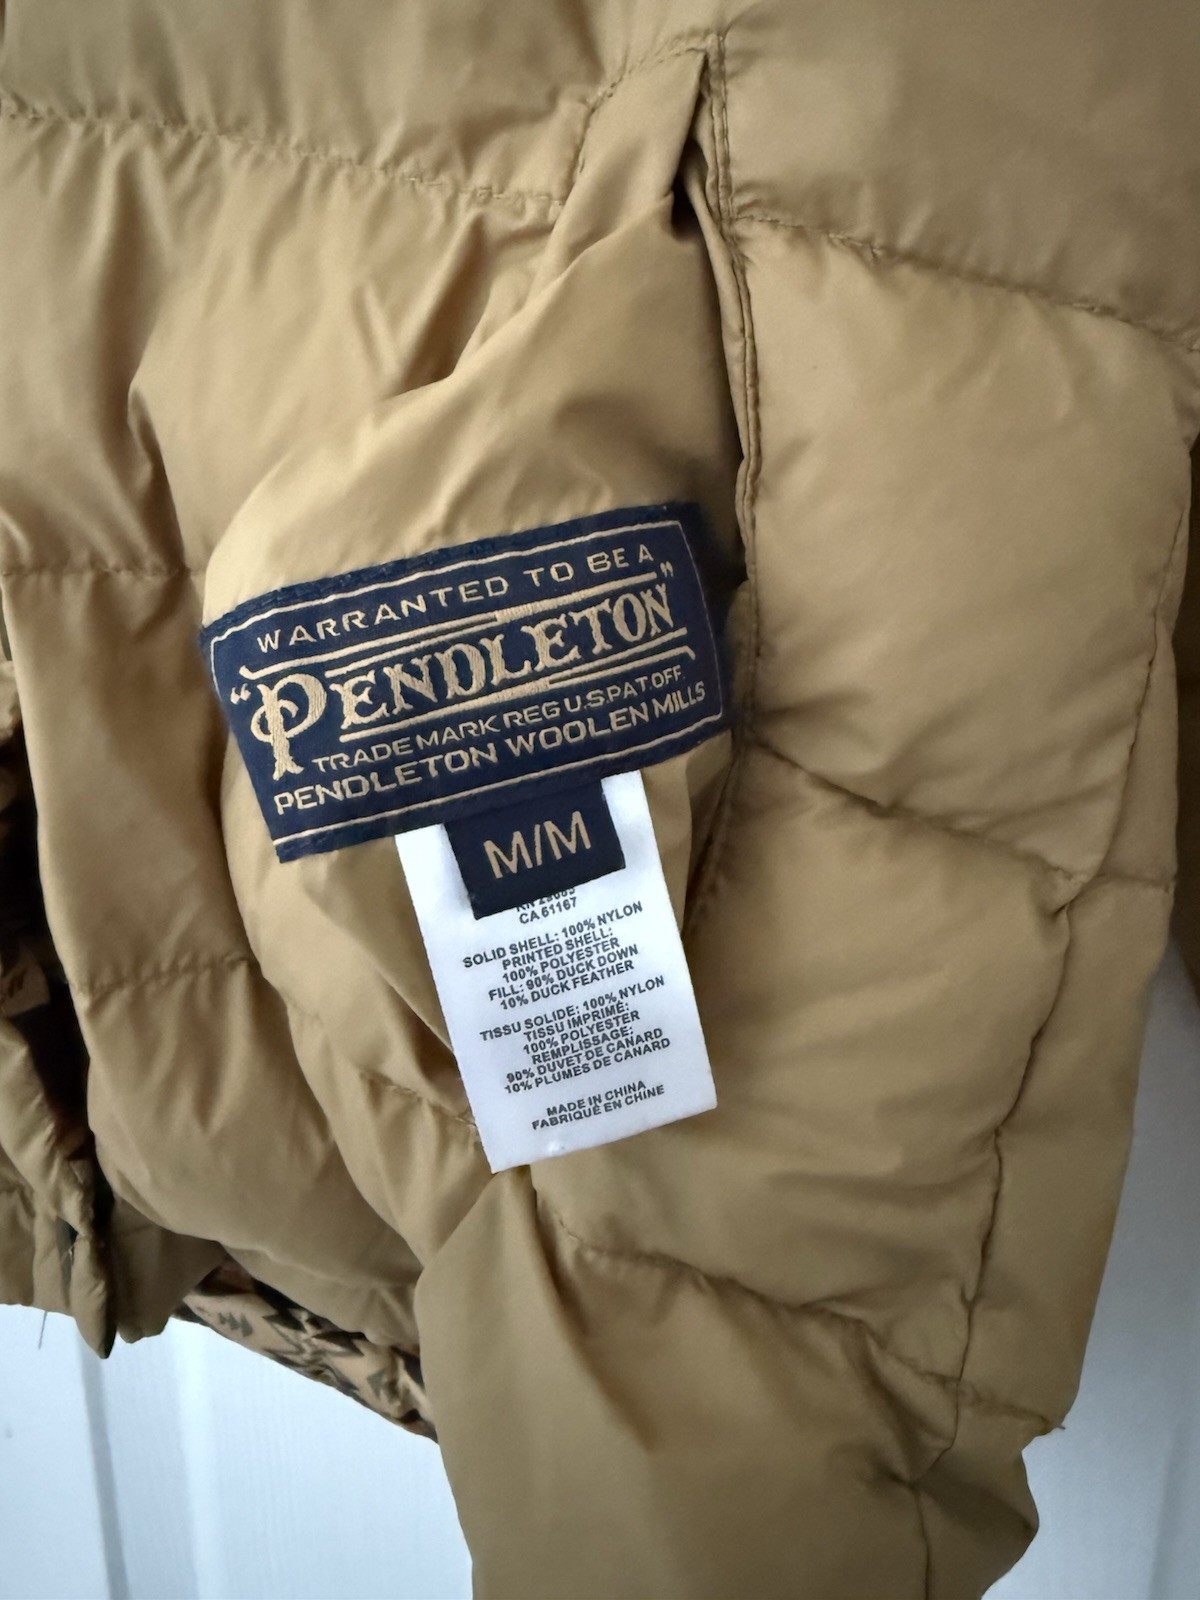 WARRANTED TO BE A
"PENDLETON"
TRADE MARK REG U.S.PAT.OFF.
PENDLETON WOOLEN MILLS
M/M
CA 61167
SOLID SHELL: 100% NYLON
PRINTED SHELL:
100% POLYESTER
FILL: 90% DUCK DOWN
10% DUCK FEATHER
TISSU SOLIDE: 100% NYLON
TISSU IMPRIMÉ:
100% POLYESTER
REMPLISSAGE:
90% DUVET DE CANARD
10% PLUMES DE CANARD
MADE IN CHINA
FABRIQUÉ EN CHINE